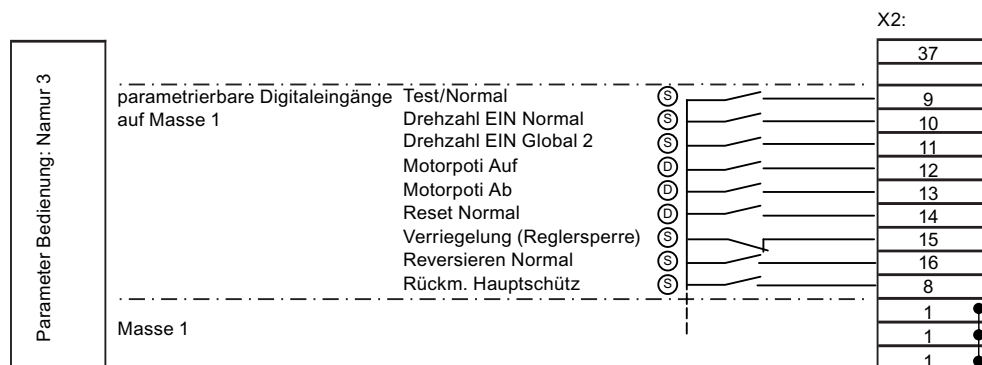 X2:
37
Parameter Bedienung: Namur 3
parametrierbare Digitaleingänge
auf Masse 1
Test/Normal S 9
Drehzahl EIN Normal S 10
Drehzahl EIN Global 2 S 11
Motorpoti Auf D 12
Motorpoti Ab D 13
Reset Normal D 14
Verriegelung (Reglersperre) S 15
Reversieren Normal S 16
Rückm. Hauptschütz S 8
Masse 1
1
1
1